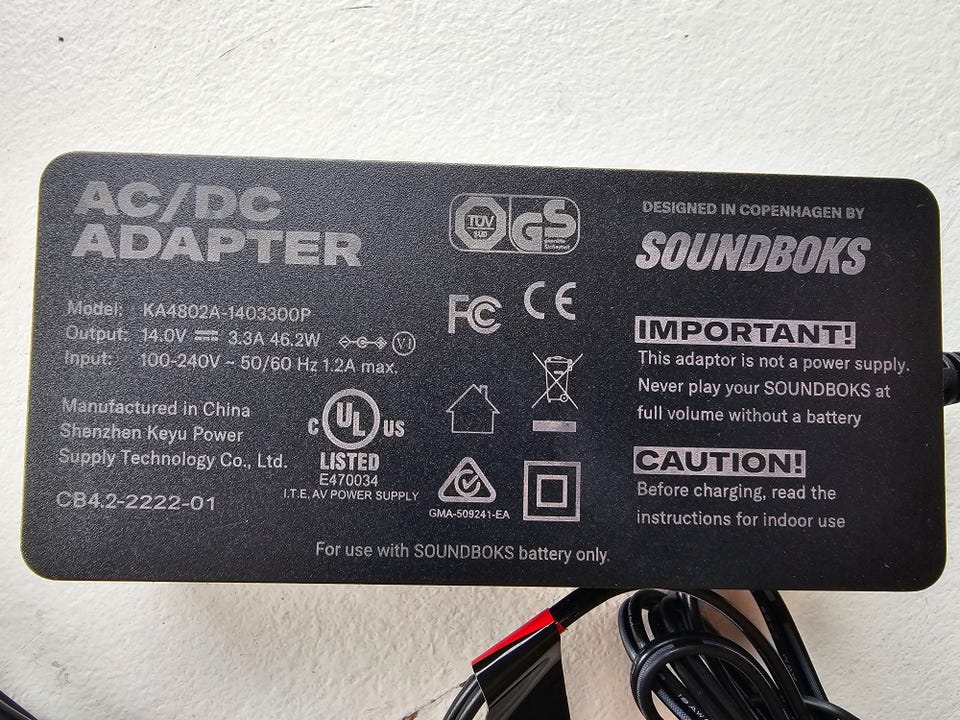 AC/DC
ADAPTER
Model: KA4802A-1403300P
Output: 14.0V 3.3A 46.2W VI
Input: 100-240V ~ 50/60 Hz 1.2A max.
Manufactured in China
Shenzhen Keyu Power
Supply Technology Co., Ltd.
CB4.2-2222-01
TÜV
SÜD
GS
geprüfte
Sicherheit
FC
CE
C UL US
LISTED
E470034
I.T.E. AV POWER SUPPLY
GMA-509241-EA
For use with SOUNDBOKS battery only.
DESIGNED IN COPENHAGEN BY
SOUNDBOKS
IMPORTANT!
This adaptor is not a power supply.
Never play your SOUNDBOKS at
full volume without a battery
CAUTION!
Before charging, read the
instructions for indoor use